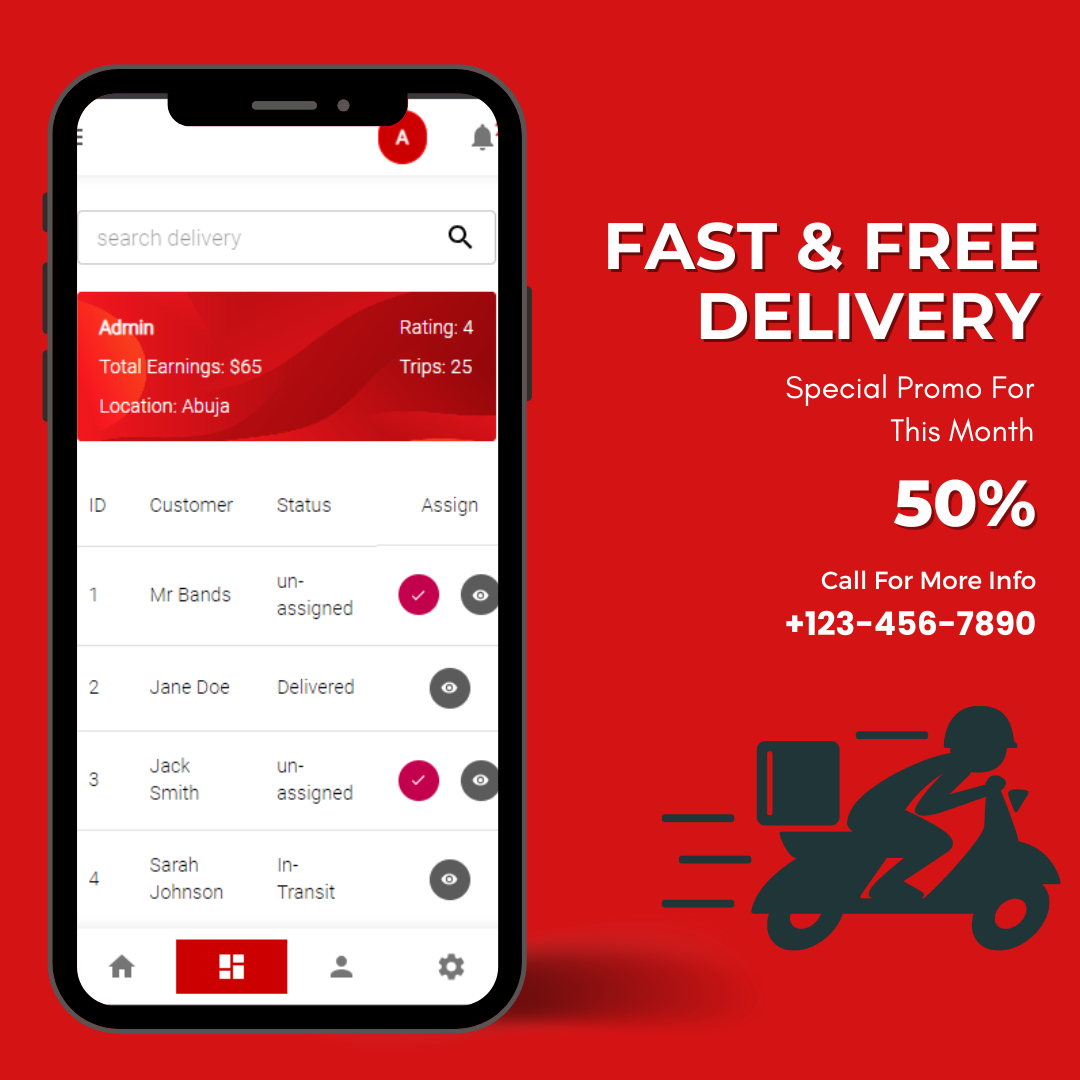 A
search delivery
Admin
Rating: 4
Total Earnings: $65
Trips: 25
Location: Abuja
ID Customer Status Assign
1 Mr Bands un-
assigned
2 Jane Doe Delivered
3 Jack
Smith un-
assigned
4 Sarah
Johnson In-
Transit
FAST & FREE
DELIVERY
Special Promo For
This Month
50%
Call For More Info
+123-456-7890